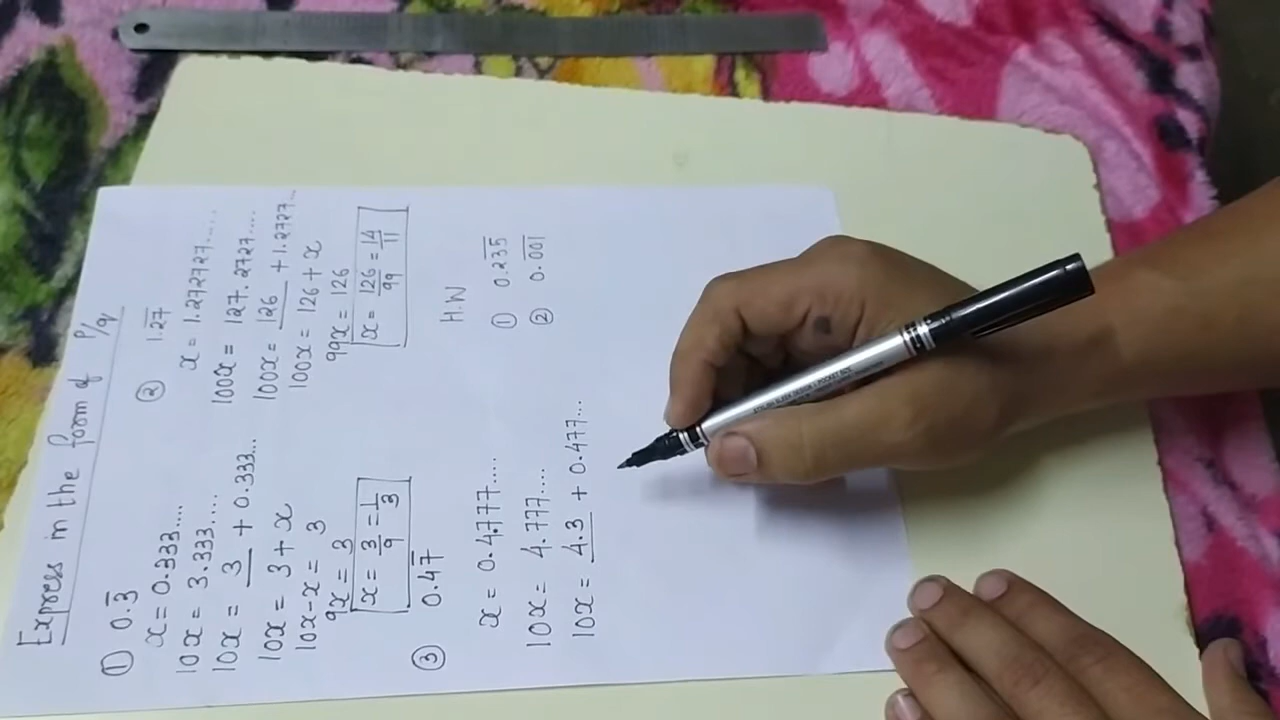 Express in the form of P/q
① 0.3̅
x = 0.333....
10x = 3.333....
10x = 3 + 0.333...
10x = 3 + x
10x - x = 3
9x = 3
x = 3/9 = 1/3
② 1.2̅7̅
x = 1.272727.....
100x = 127.2727....
100x = 126 + 1.2727...
100x = 126 + x
99x = 126
x = 126/99 = 14/11
③ 0.47̅
x = 0.4777.....
10x = 4.777....
10x = 4.3 + 0.477...
H.W
① 0.23̅5̅
② 0.0̅0̅1̅